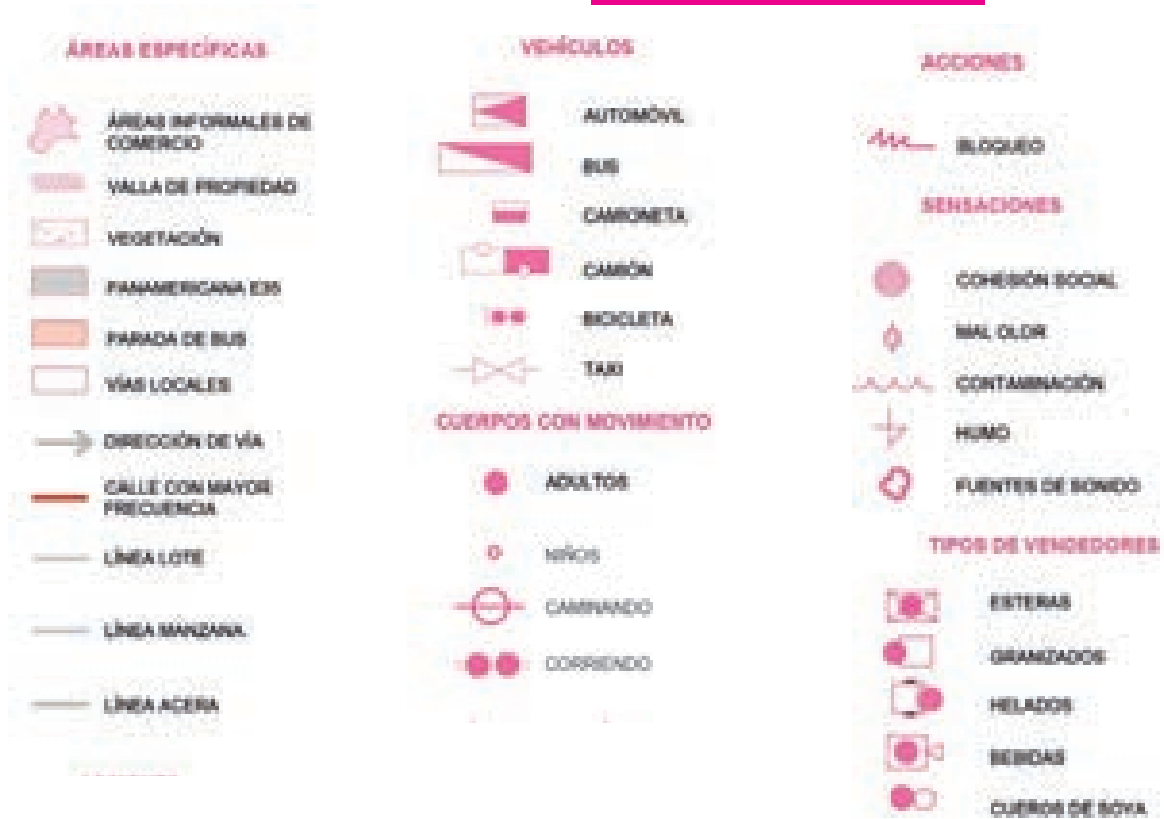 ÁREAS ESPECÍFICAS
ÁREAS INFORMALES DE
COMERCIO
VALLA DE PROPIEDAD
VEGETACIÓN
PANAMERICANA E35
PARADA DE BUS
VÍAS LOCALES
DIRECCIÓN DE VÍA
CALLE CON MAYOR
FRECUENCIA
LÍNEA LOTE
LÍNEA MANZANA
LÍNEA ACERA
VEHÍCULOS
AUTOMÓVIL
BUS
CAMIONETA
CAMIÓN
BICICLETA
TAXI
CUERPOS CON MOVIMIENTO
ADULTOS
NIÑOS
CAMINANDO
CORRIENDO
ACCIONES
BLOQUEO
SENSACIONES
COHESIÓN SOCIAL
MAL OLOR
CONTAMINACIÓN
HUMO
FUENTES DE SONIDO
TIPOS DE VENDEDORES
ESTERAS
GRANIZADOS
HELADOS
BEBIDAS
CUEROS DE SOYA